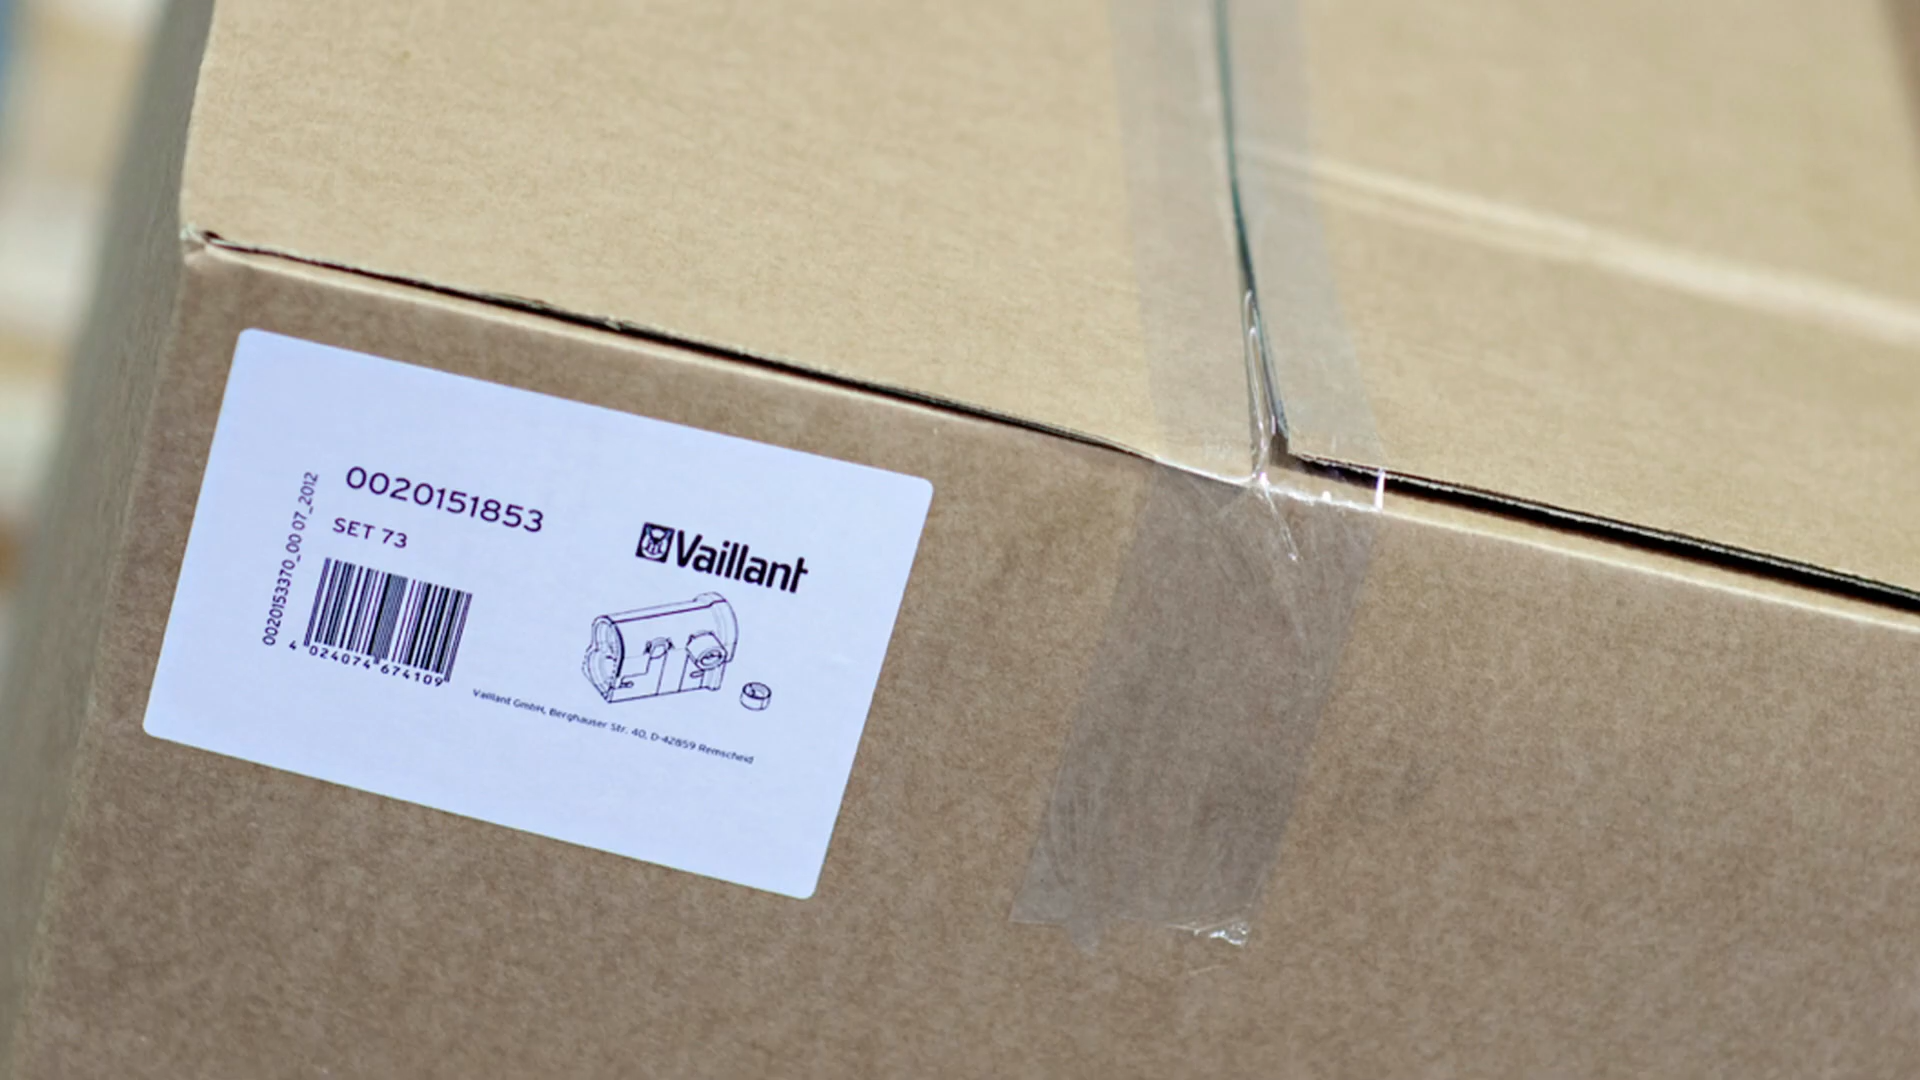 0020151853
SET 73
0020153370_00 07_2012
4 024074 674109
Vaillant
Vaillant GmbH, Berghauser Str. 40, D-42859 Remscheid